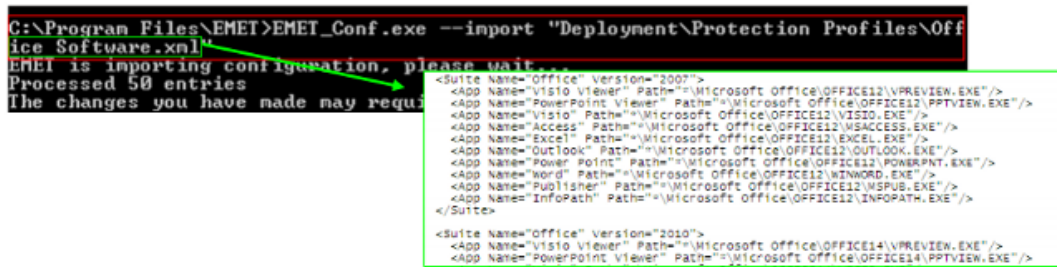 C:\Program Files\EMET>EMET_Conf.exe --import "Deployment\Protection Profiles\Off
ice Software.xml"
EMET is importing configuration, please wait...
Processed 50 entries
The changes you have made may requi
<Suite Name="Office" Version="2007">
<App Name="Visio Viewer" Path="*\Microsoft Office\OFFICE12\VPREVIEW.EXE"/>
<App Name="PowerPoint Viewer" Path="*\Microsoft Office\OFFICE12\PPTVIEW.EXE"/>
<App Name="Visio" Path="*\Microsoft Office\OFFICE12\VISIO.EXE"/>
<App Name="Access" Path="*\Microsoft Office\OFFICE12\MSACCESS.EXE"/>
<App Name="Excel" Path="*\Microsoft Office\OFFICE12\EXCEL.EXE"/>
<App Name="Outlook" Path="*\Microsoft Office\OFFICE12\OUTLOOK.EXE"/>
<App Name="Power Point" Path="*\Microsoft Office\OFFICE12\POWERPNT.EXE"/>
<App Name="Word" Path="*\Microsoft Office\OFFICE12\WINWORD.EXE"/>
<App Name="Publisher" Path="*\Microsoft Office\OFFICE12\MSPUB.EXE"/>
<App Name="InfoPath" Path="*\Microsoft Office\OFFICE12\INFOPATH.EXE"/>
</Suite>
<Suite Name="Office" Version="2010">
<App Name="Visio Viewer" Path="*\Microsoft Office\OFFICE14\VPREVIEW.EXE"/>
<App Name="PowerPoint Viewer" Path="*\Microsoft Office\OFFICE14\PPTVIEW.EXE"/>